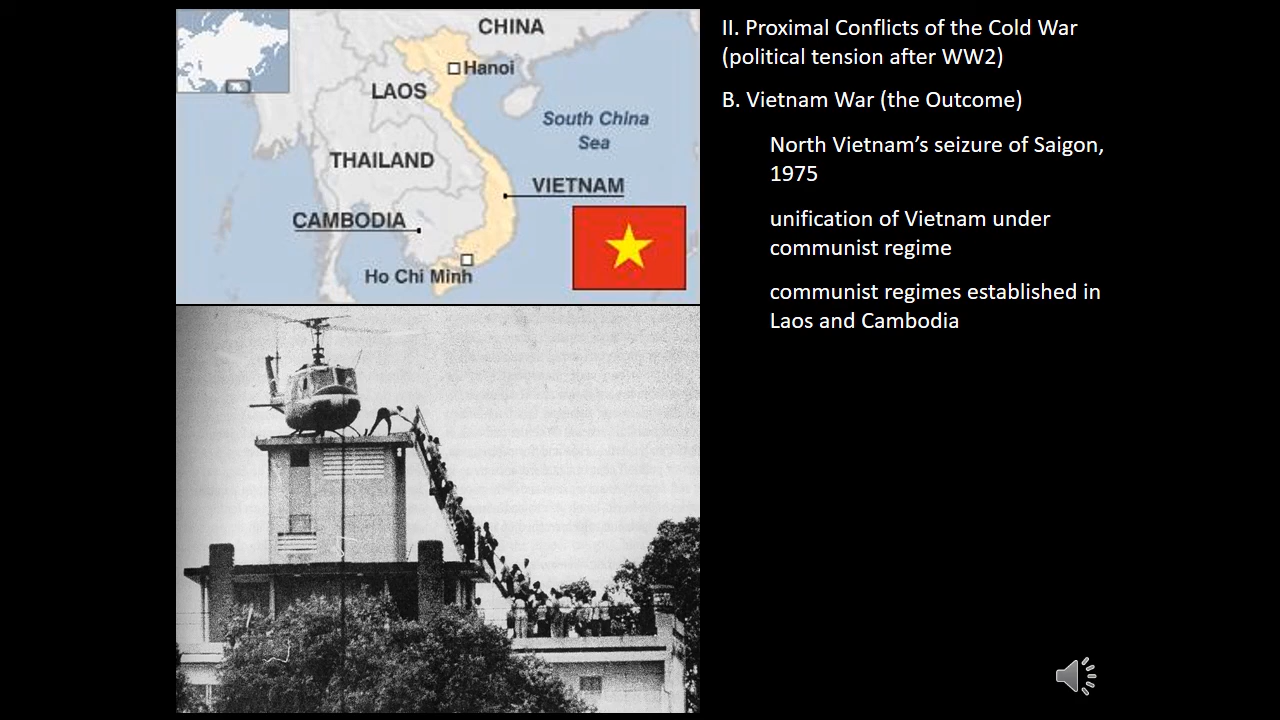 CHINA
Hanoi
LAOS
South China
Sea
THAILAND
VIETNAM
CAMBODIA
Ho Chi Minh
II. Proximal Conflicts of the Cold War
(political tension after WW2)
B. Vietnam War (the Outcome)
North Vietnam’s seizure of Saigon,
1975
unification of Vietnam under
communist regime
communist regimes established in
Laos and Cambodia